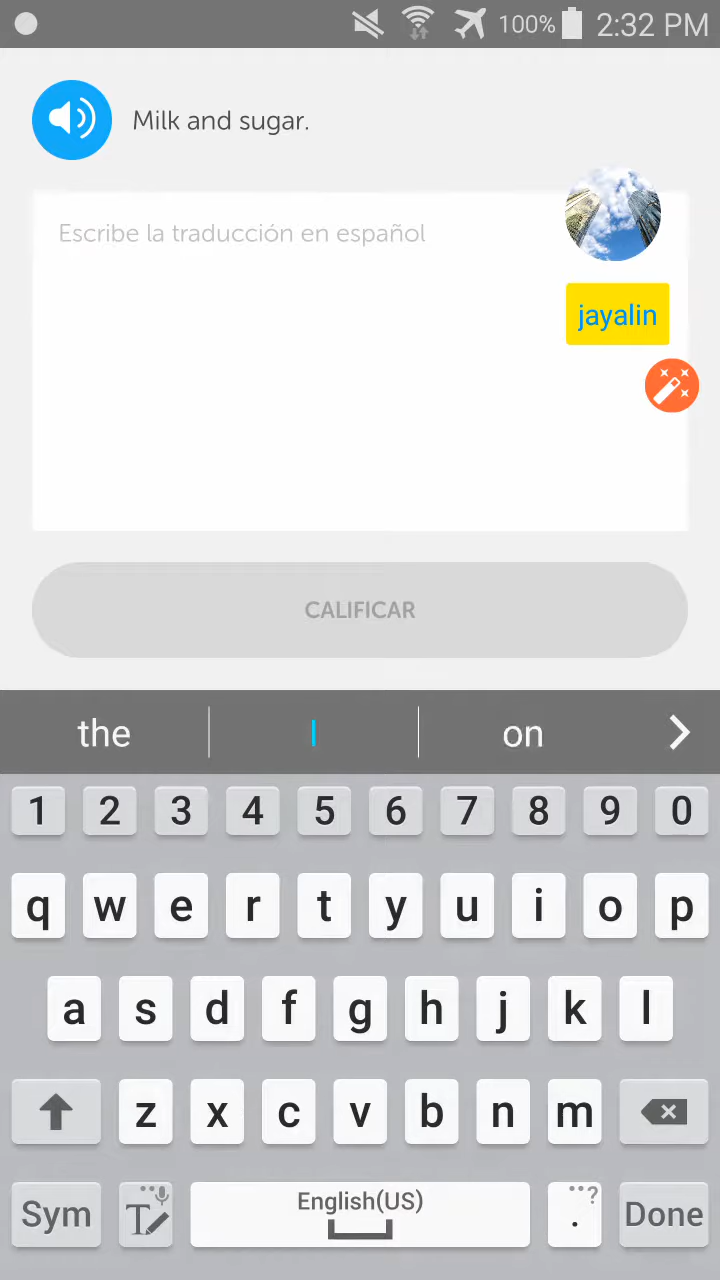 100% 2:32 PM
Milk and sugar.
Escribe la traducción en español
jayalin
CALIFICAR
the I on
1 2 3 4 5 6 7 8 9 0
q w e r t y u i o p
a s d f g h j k l
z x c v b n m
Sym T English(US) . ? Done